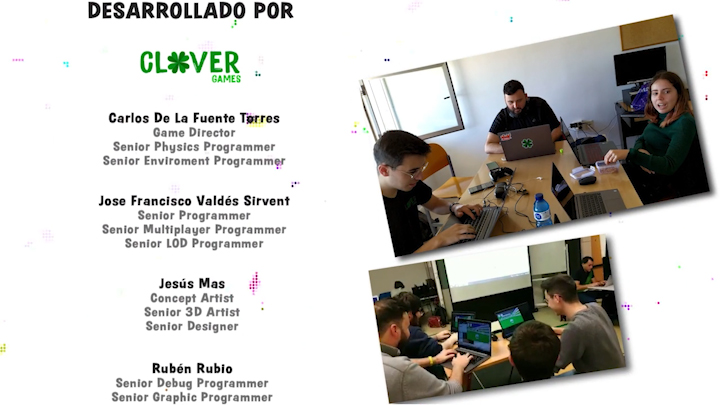 DESARROLLADO POR
CLOVER
GAMES
Carlos De La Fuente Torres
Game Director
Senior Physics Programmer
Senior Enviroment Programmer
Jose Francisco Valdés Sirvent
Senior Programmer
Senior Multiplayer Programmer
Senior LOD Programmer
Jesús Mas
Concept Artist
Senior 3D Artist
Senior Designer
Rubén Rubio
Senior Debug Programmer
Senior Graphic Programmer